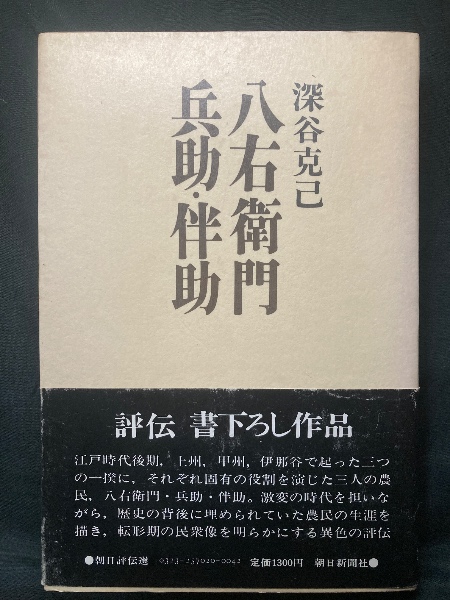 深谷克己
八右衛門
兵助・伴助
評伝 書下ろし作品
江戸時代後期，上州，甲州，伊那谷で起った三つ
の一揆に，それぞれ固有の役割を演じた三人の農
民，八右衛門・兵助・伴助。激変の時代を担いな
がら，歴史の背後に埋められていた農民の生涯を
描き，転形期の民衆像を明らかにする異色の評伝
●朝日評伝選 0323-257020-0042 定価1300円 朝日新聞社●